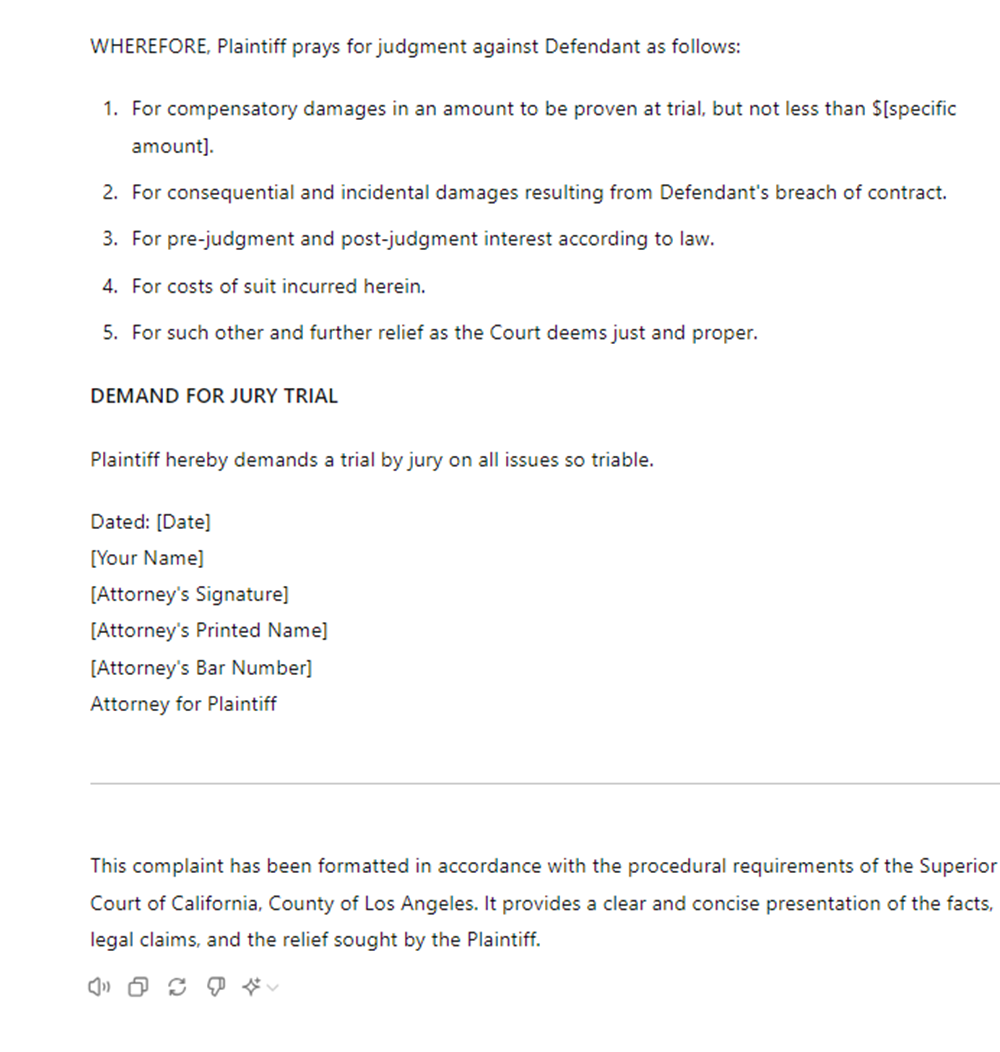 WHEREFORE, Plaintiff prays for judgment against Defendant as follows:
1. For compensatory damages in an amount to be proven at trial, but not less than $[specific
amount].
2. For consequential and incidental damages resulting from Defendant's breach of contract.
3. For pre-judgment and post-judgment interest according to law.
4. For costs of suit incurred herein.
5. For such other and further relief as the Court deems just and proper.
DEMAND FOR JURY TRIAL
Plaintiff hereby demands a trial by jury on all issues so triable.
Dated: [Date]
[Your Name]
[Attorney's Signature]
[Attorney's Printed Name]
[Attorney's Bar Number]
Attorney for Plaintiff
This complaint has been formatted in accordance with the procedural requirements of the Superior
Court of California, County of Los Angeles. It provides a clear and concise presentation of the facts,
legal claims, and the relief sought by the Plaintiff.